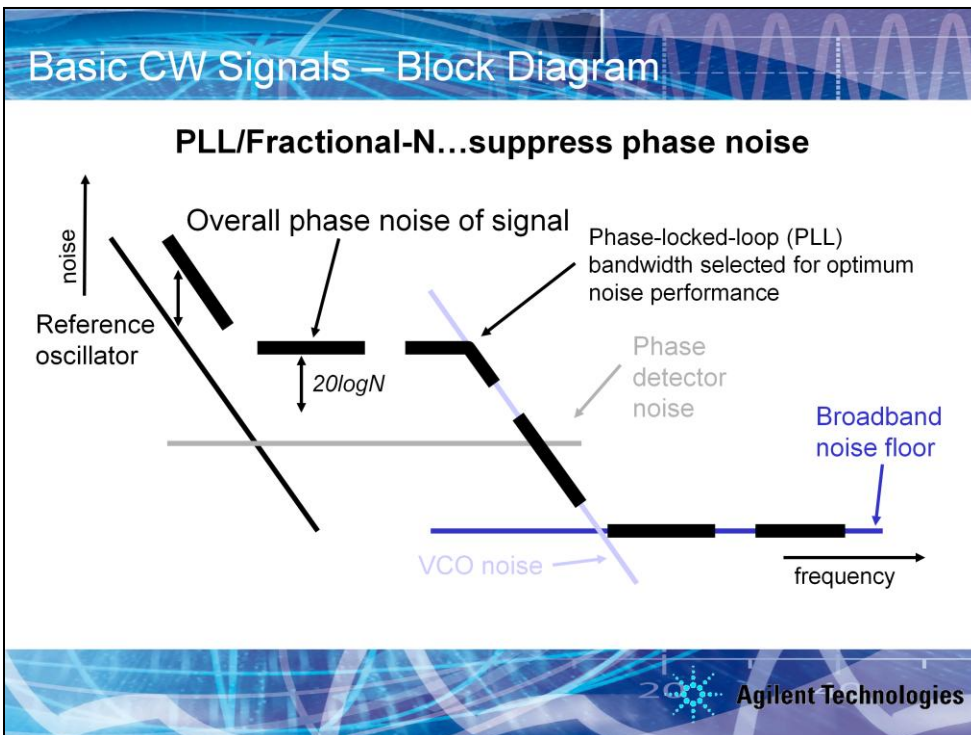 Basic CW Signals – Block Diagram
PLL/Fractional-N…suppress phase noise
noise
Overall phase noise of signal
Phase-locked-loop (PLL)
bandwidth selected for optimum
noise performance
Reference
oscillator
20logN
Phase
detector
noise
Broadband
noise floor
VCO noise
frequency
Agilent Technologies